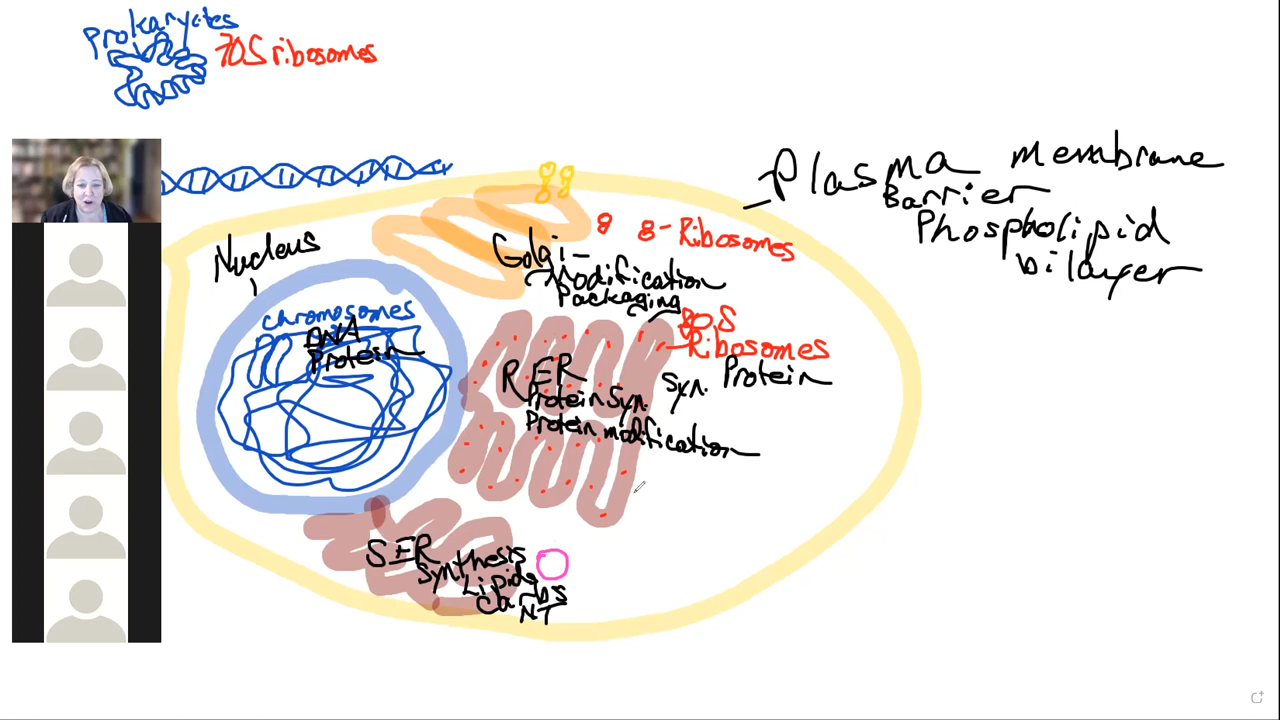 Prokaryotes
70S ribosomes
Plasma membrane
Barrier
Phospholipid
bilayer
Nucleus
chromosomes
DNA
Protein
Golgi -
Modification
Packaging
8 8 - Ribosomes
80S
Ribosomes
Syn. Protein
RER
Protein Syn.
Protein modification
SER
Synthesis
Lipids
Carbs
NT